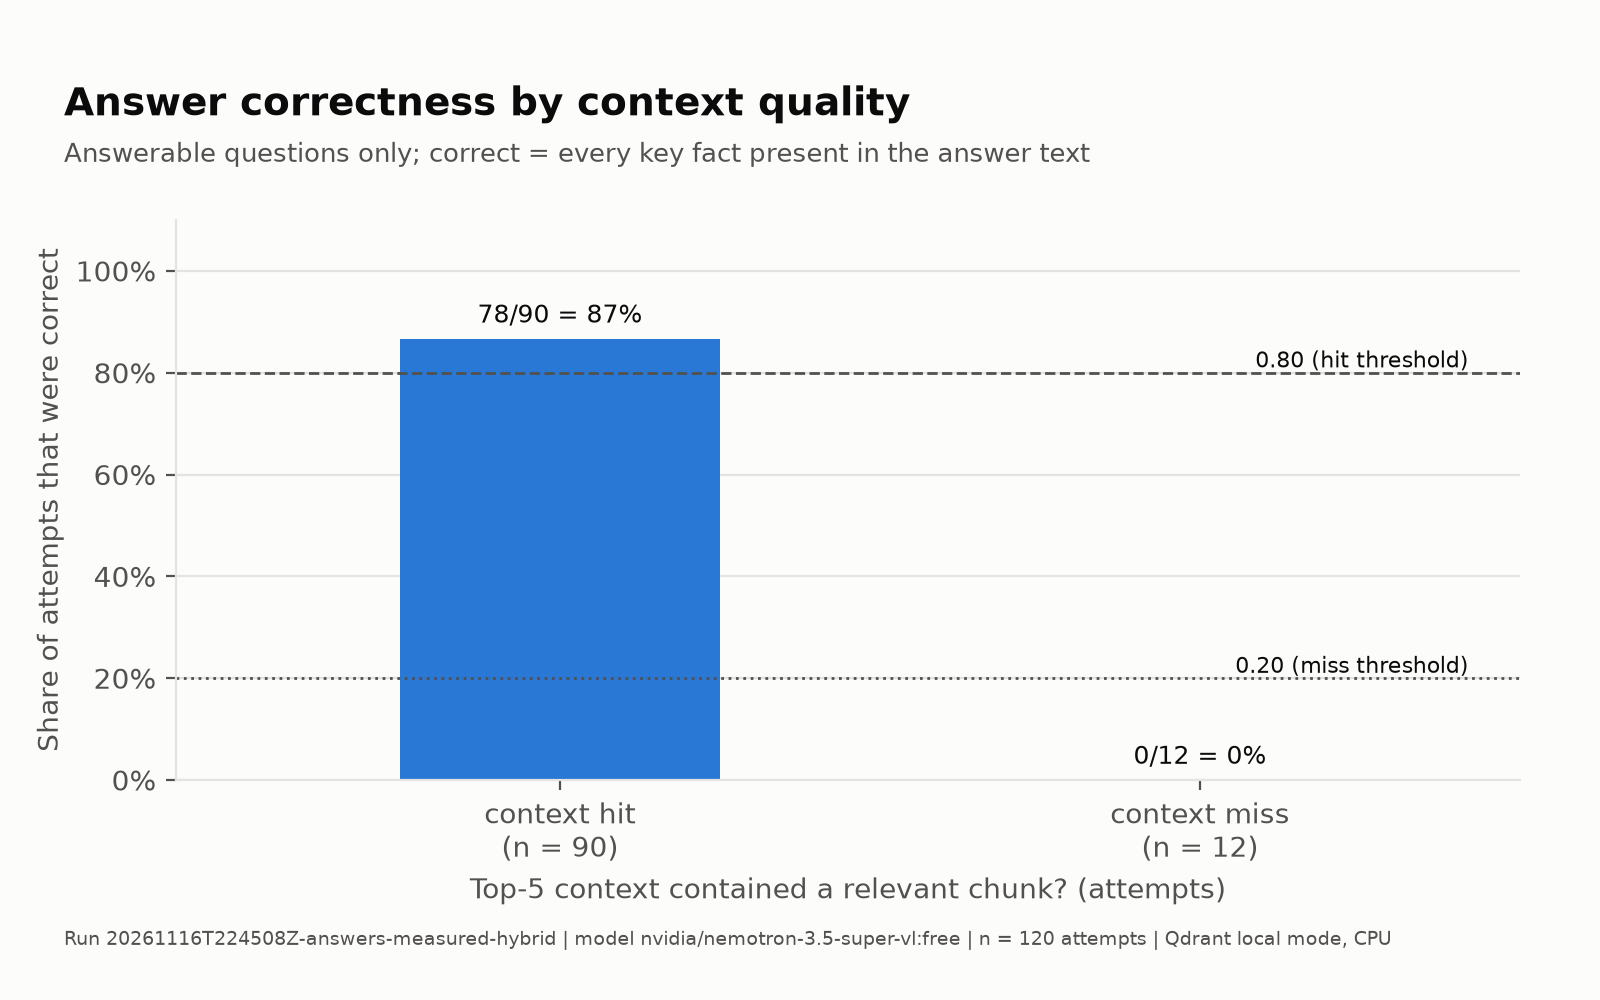 Answer correctness by context quality
Answerable questions only; correct = every key fact present in the answer text
Share of attempts that were correct
100%
80%
60%
40%
20%
0%
78/90 = 87%
0.80 (hit threshold)
0.20 (miss threshold)
0/12 = 0%
context hit
(n = 90)
context miss
(n = 12)
Top-5 context contained a relevant chunk? (attempts)
Run 20261116T224508Z-answers-measured-hybrid | model nvidia/nemotron-3.5-super-vl:free | n = 120 attempts | Qdrant local mode, CPU